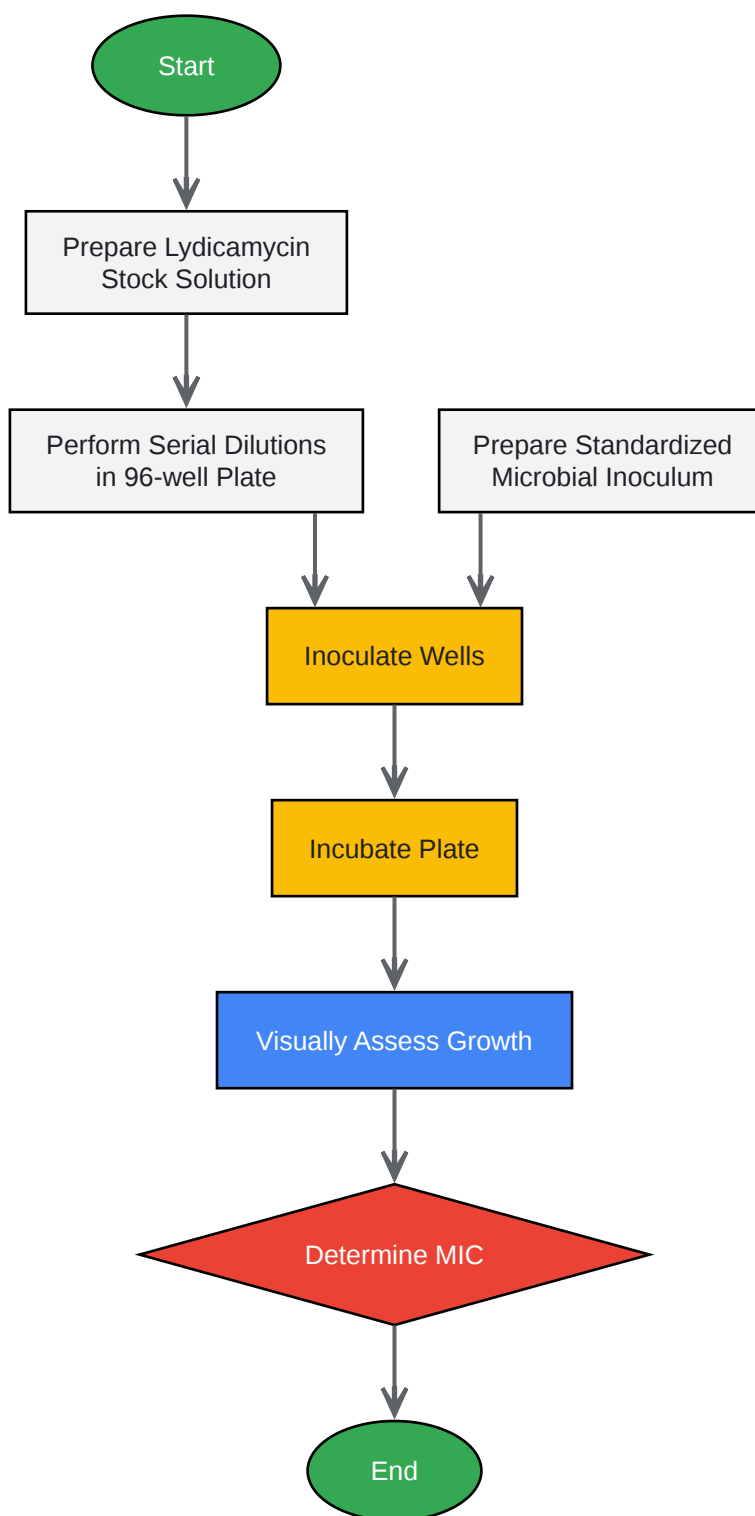 Start
Prepare Lydicamycin
Stock Solution
Perform Serial Dilutions
in 96-well Plate
Prepare Standardized
Microbial Inoculum
Inoculate Wells
Incubate Plate
Visually Assess Growth
Determine MIC
End